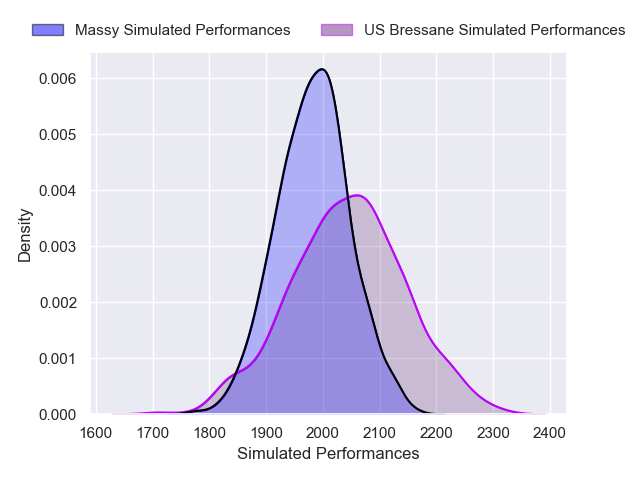 Massy Simulated Performances US Bressane Simulated Performances
0.006
0.005
0.004
0.003
0.002
0.001
0.000
Density
1600 1700 1800 1900 2000 2100 2200 2300 2400
Simulated Performances